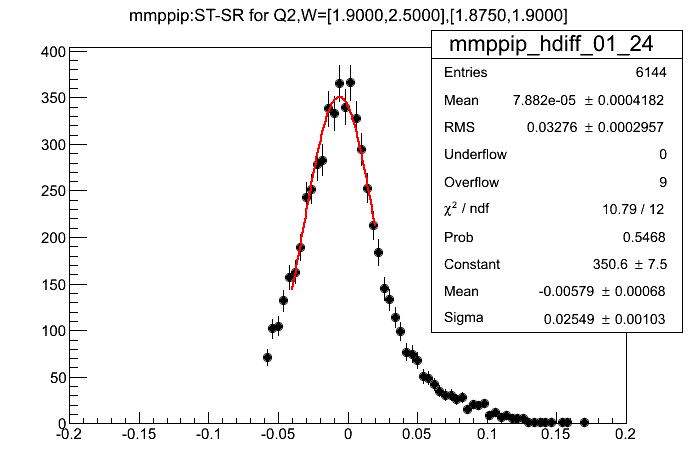 mmppip:ST-SR for Q2,W=[1.9000,2.5000],[1.8750,1.9000]
mmppip_hdiff_01_24
Entries 6144
Mean 7.882e-05 ± 0.0004182
RMS 0.03276 ± 0.0002957
Underflow 0
Overflow 9
χ² / ndf 10.79 / 12
Prob 0.5468
Constant 350.6 ± 7.5
Mean -0.00579 ± 0.00068
Sigma 0.02549 ± 0.00103
400
350
300
250
200
150
100
50
0
-0.2 -0.15 -0.1 -0.05 0 0.05 0.1 0.15 0.2